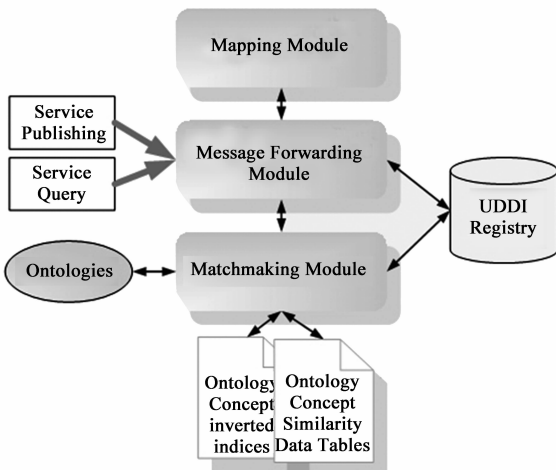 Mapping Module
Service
Publishing
Service
Query
Message Forwarding
Module
UDDI
Registry
Ontologies
Matchmaking Module
Ontology
Concept
inverted
indices
Ontology
Concept
Similarity
Data Tables